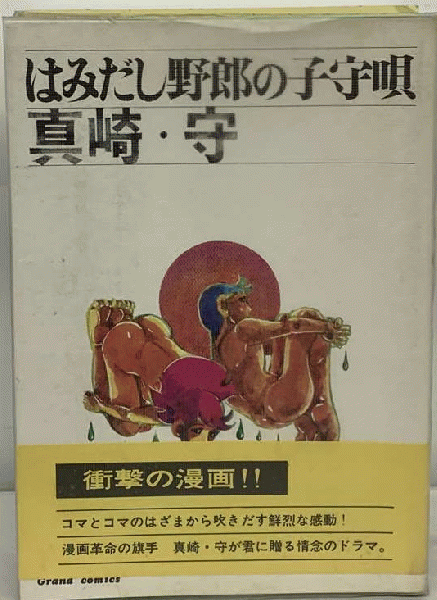 はみだし野郎の子守唄
真崎・守
衝撃の漫画!!
コマとコマのはざまから吹きだす鮮烈な感動!
漫画革命の旗手 真崎・守が君に贈る情念のドラマ。
Grand comics